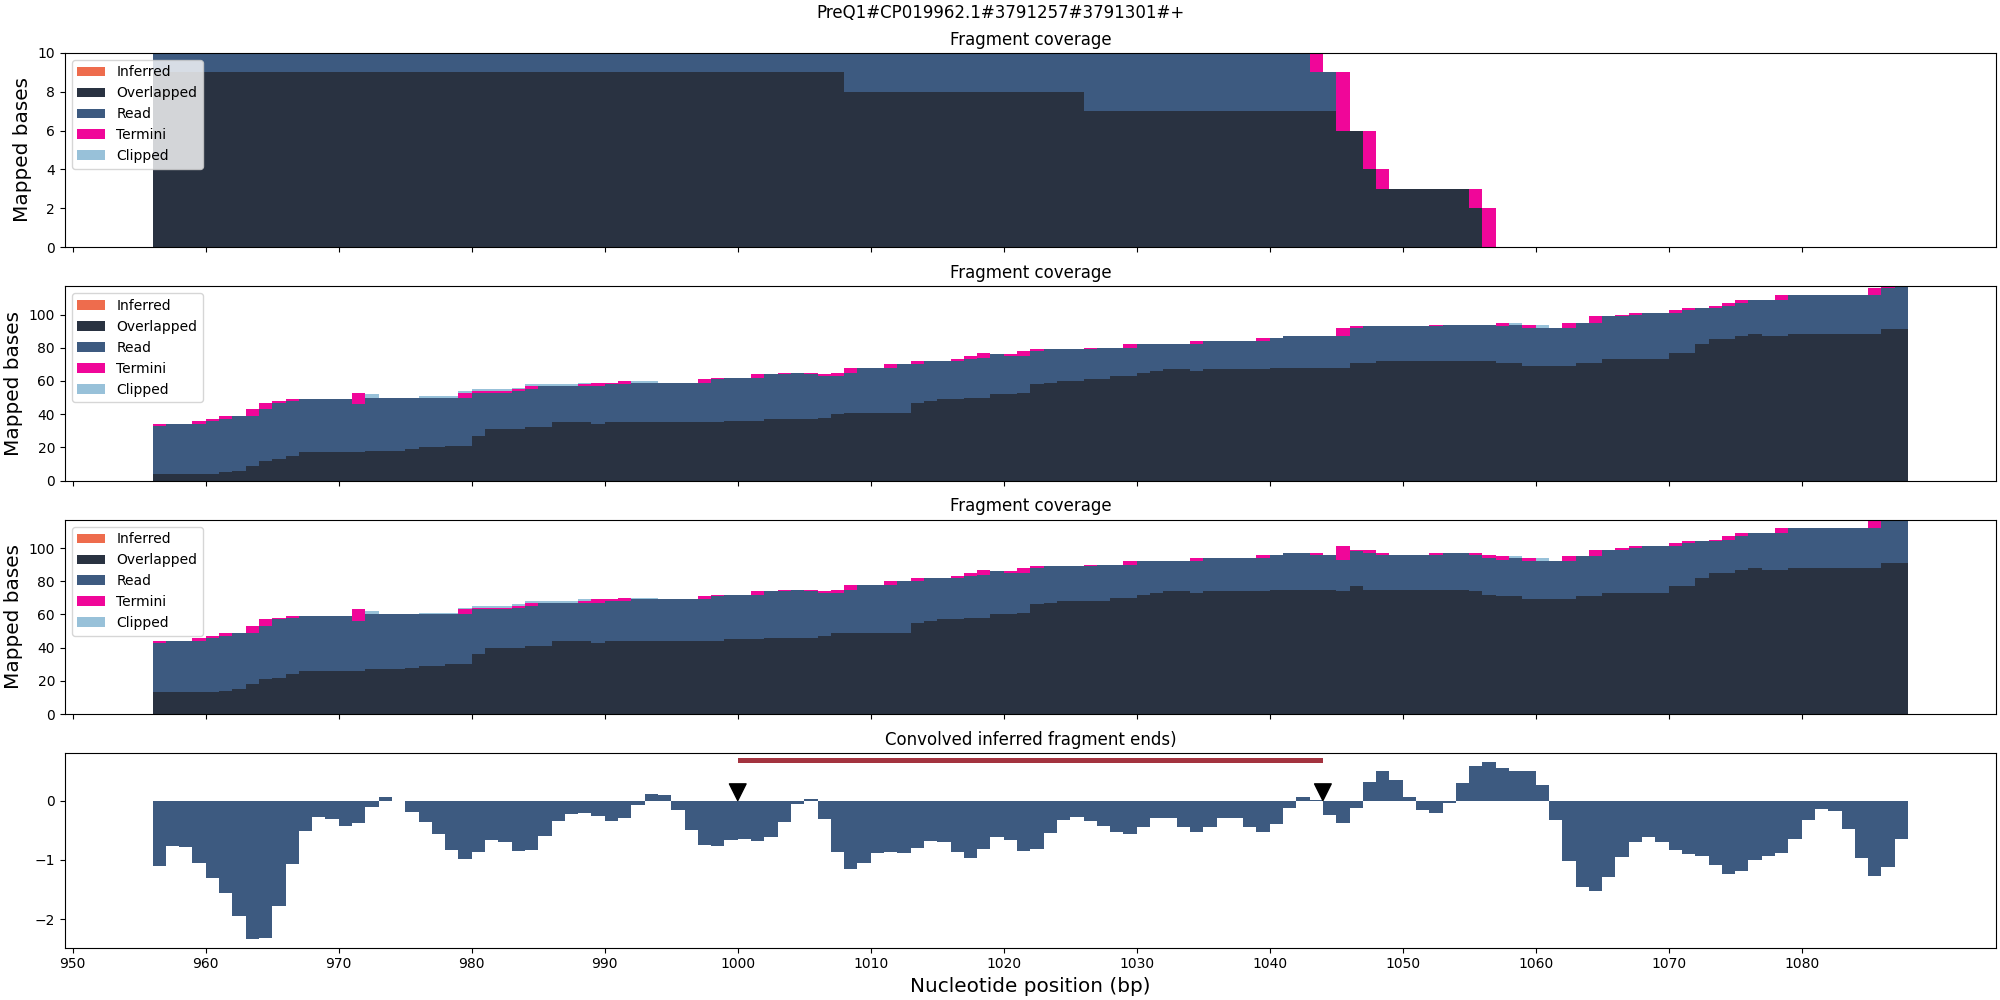 PreQ1#CP019962.1#3791257#3791301#+
Fragment coverage
Mapped bases
10
8
6
4
2
0
Inferred
Overlapped
Read
Termini
Clipped
Fragment coverage
Mapped bases
100
80
60
40
20
0
Inferred
Overlapped
Read
Termini
Clipped
Fragment coverage
Mapped bases
100
80
60
40
20
0
Inferred
Overlapped
Read
Termini
Clipped
Convolved inferred fragment ends)
0
−1
−2
950 960 970 980 990 1000 1010 1020 1030 1040 1050 1060 1070 1080
Nucleotide position (bp)